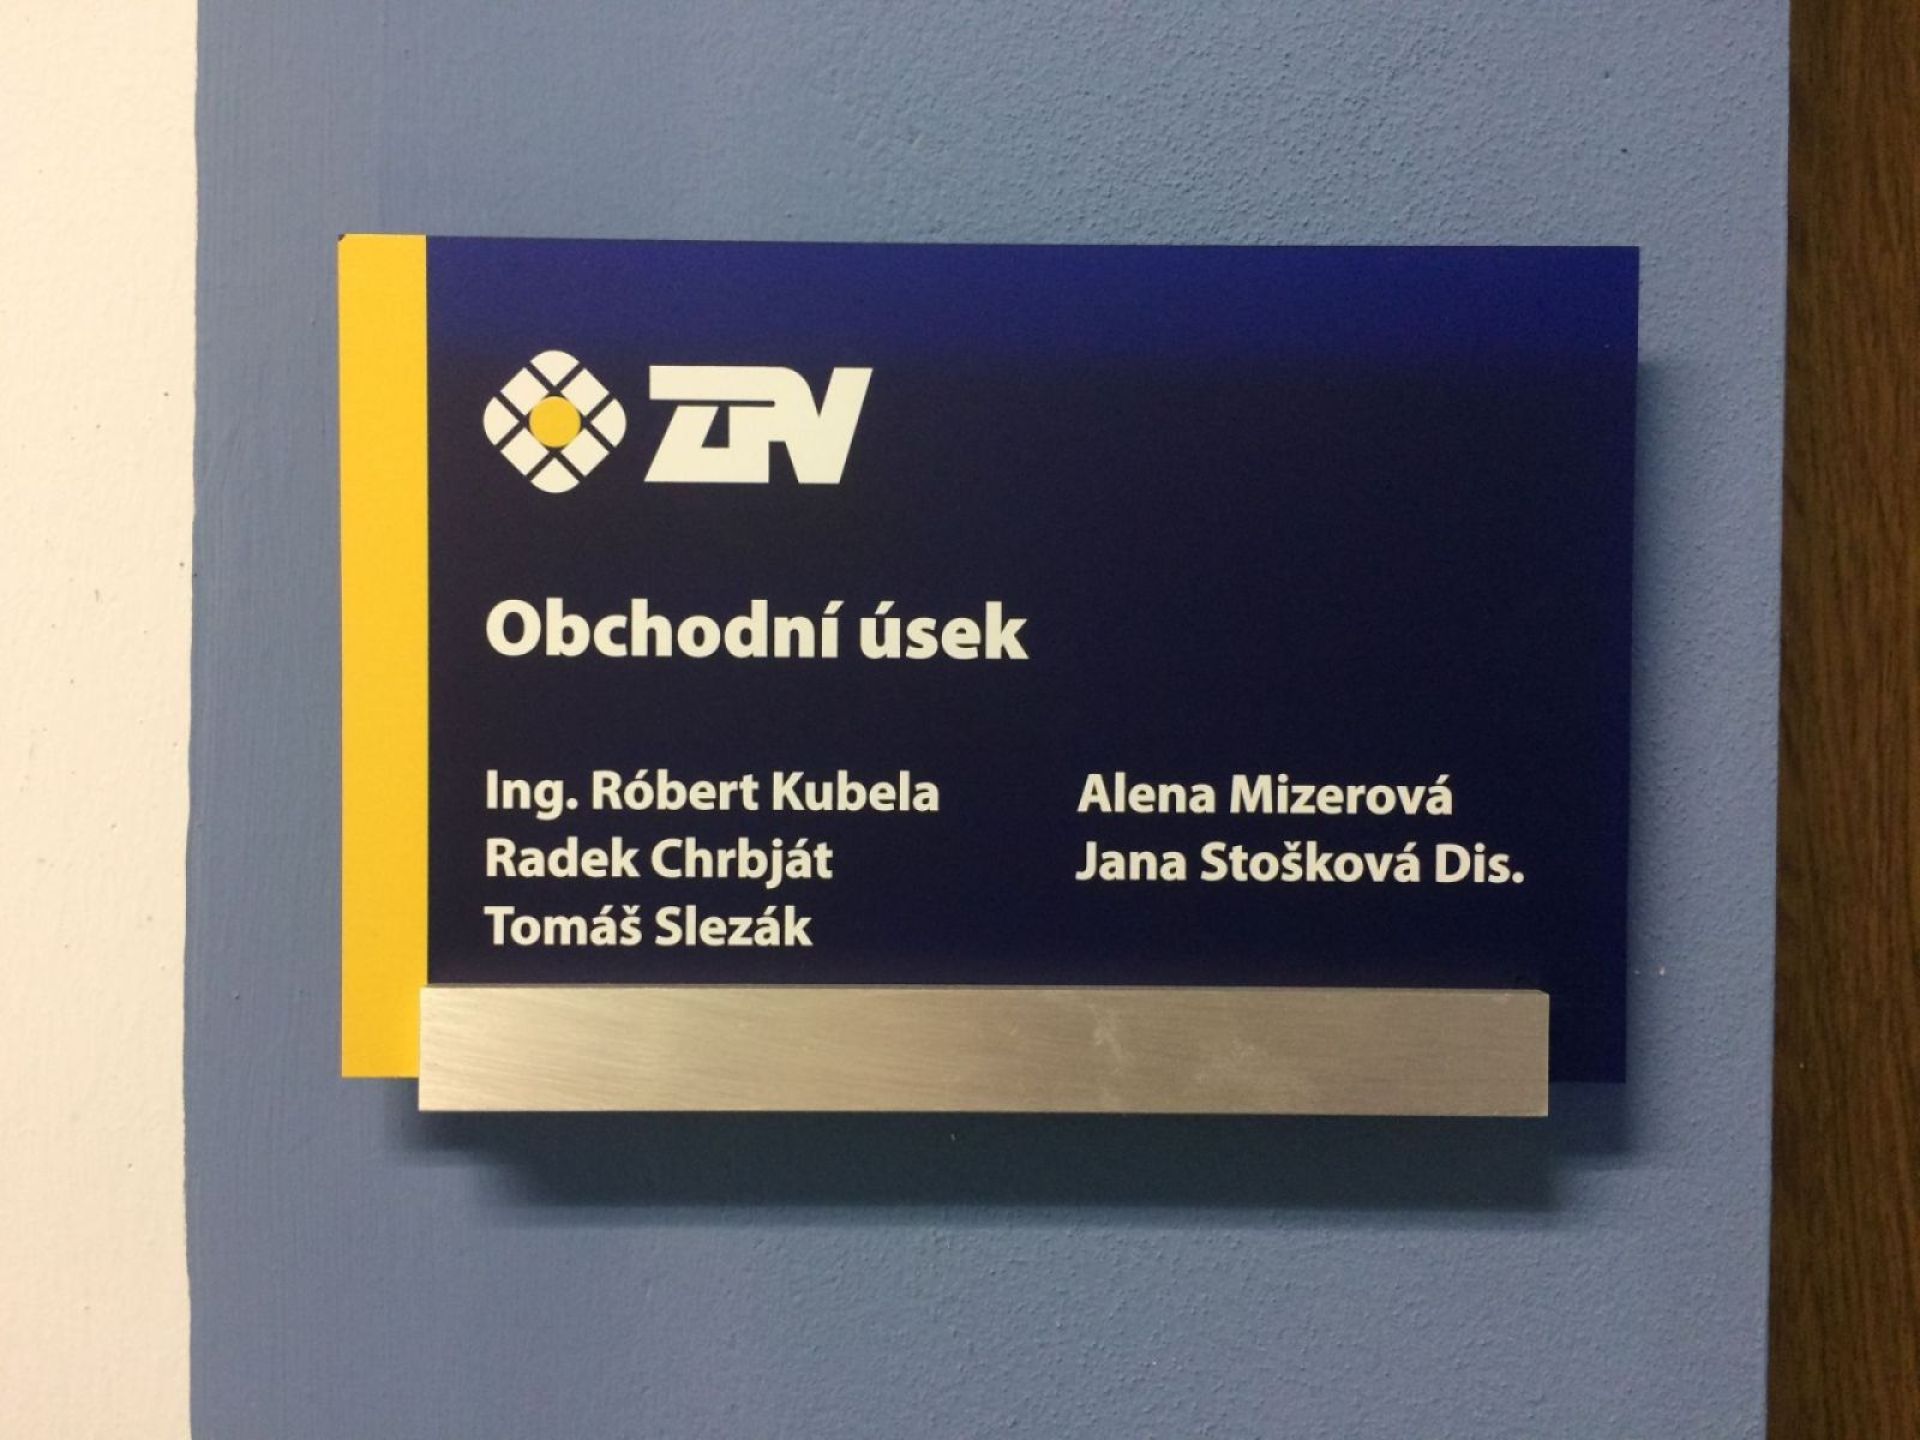 ZPV
Obchodní úsek
Ing. Róbert Kubela
Radek Chrbját
Tomáš Slezák
Alena Mizerová
Jana Stošková Dis.